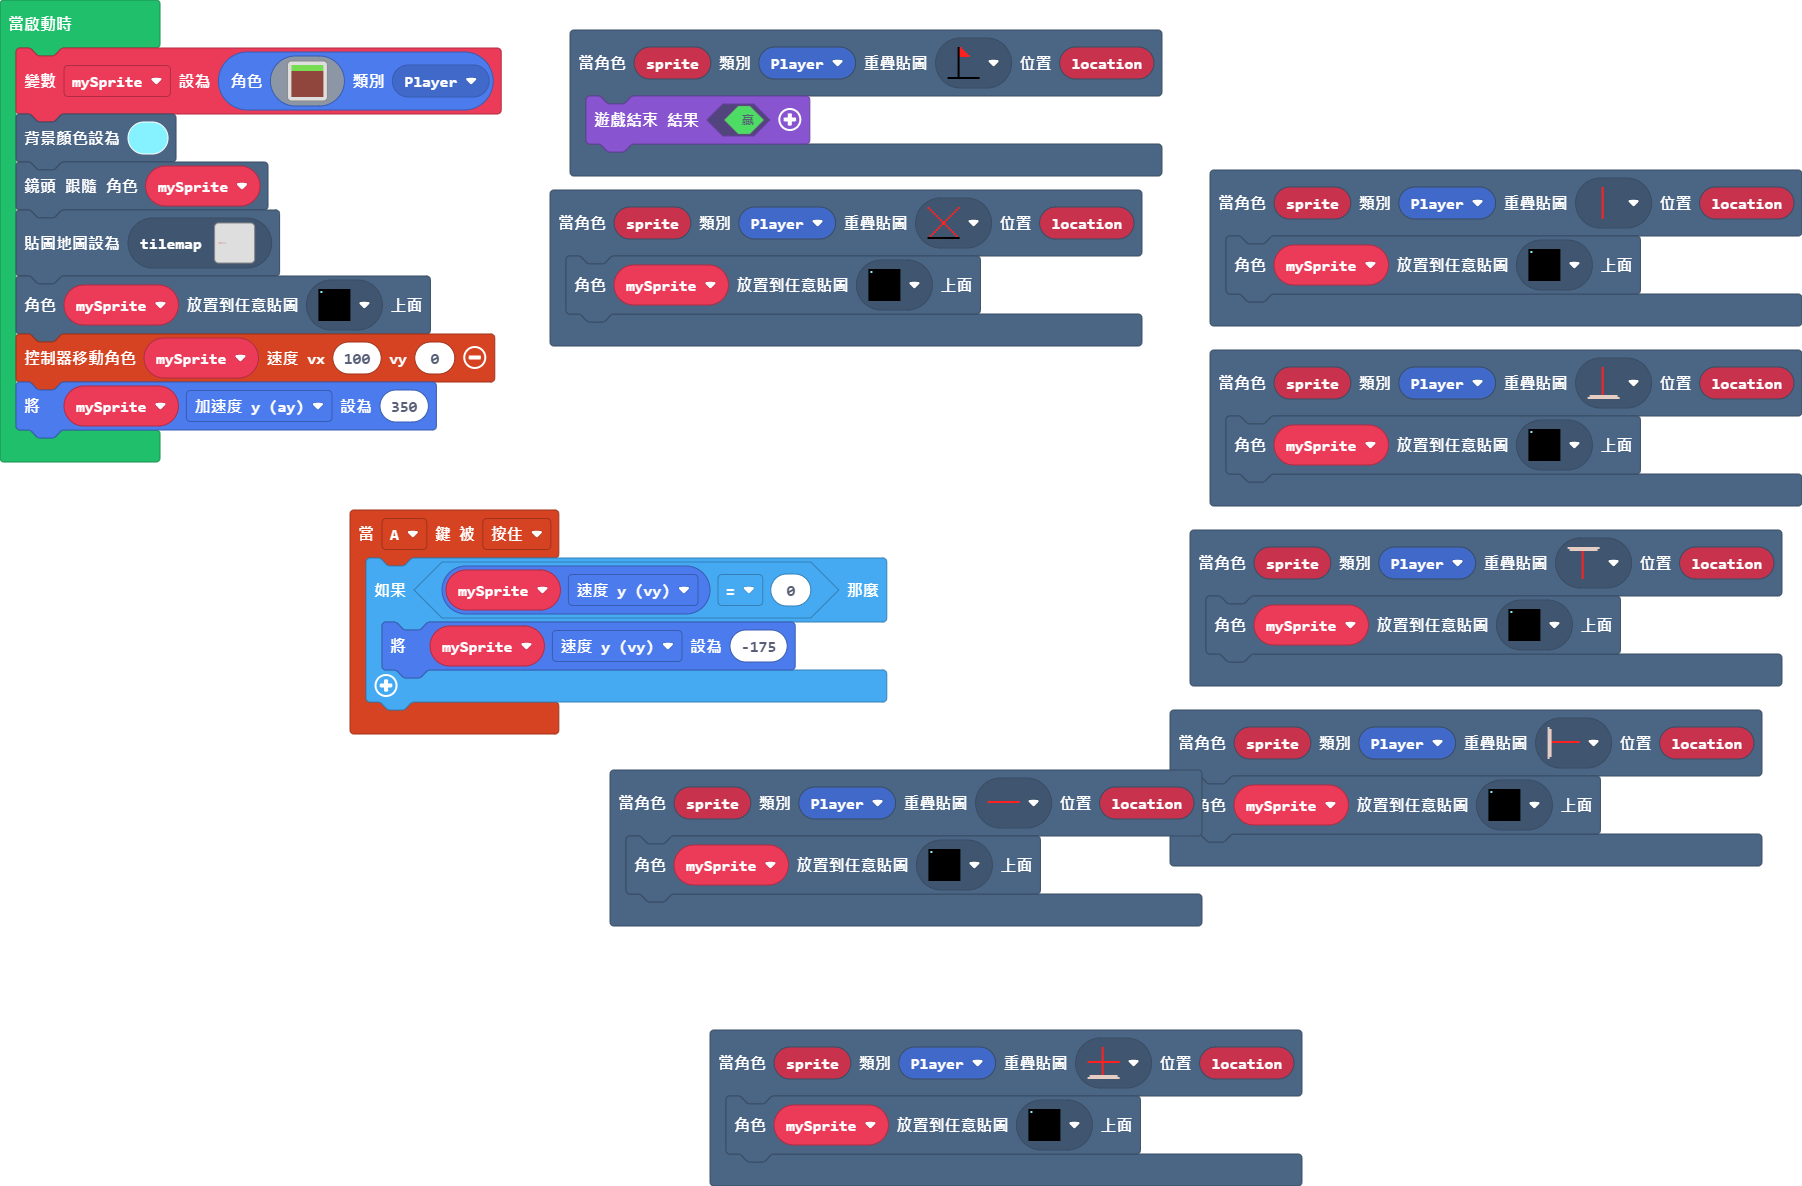 當啟動時
變數 mySprite 設為 角色 類別 Player
背景顏色設為
鏡頭 跟隨 角色 mySprite
貼圖地圖設為 tilemap
角色 mySprite 放置到任意貼圖 上面
控制器移動角色 mySprite 速度 vx 100 vy 0
將 mySprite 加速度 y (ay) 設為 350
當角色 sprite 類別 Player 重疊貼圖 位置 location
遊戲結束 結果 贏
當角色 sprite 類別 Player 重疊貼圖 位置 location
角色 mySprite 放置到任意貼圖 上面
當角色 sprite 類別 Player 重疊貼圖 位置 location
角色 mySprite 放置到任意貼圖 上面
當角色 sprite 類別 Player 重疊貼圖 位置 location
角色 mySprite 放置到任意貼圖 上面
當 A 鍵 被 按住
如果 mySprite 速度 y (vy) = 0 那麼
將 mySprite 速度 y (vy) 設為 -175
當角色 sprite 類別 Player 重疊貼圖 位置 location
角色 mySprite 放置到任意貼圖 上面
當角色 sprite 類別 Player 重疊貼圖 位置 location
角色 mySprite 放置到任意貼圖 上面
當角色 sprite 類別 Player 重疊貼圖 位置 location
角色 mySprite 放置到任意貼圖 上面
當角色 sprite 類別 Player 重疊貼圖 位置 location
角色 mySprite 放置到任意貼圖 上面